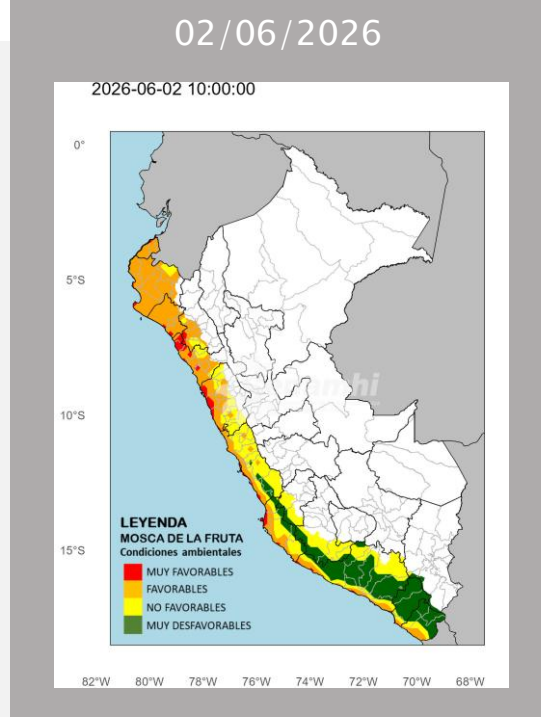 02/06/2026
2026-06-02 10:00:00
0°
5°S
10°S
15°S
LEYENDA
MOSCA DE LA FRUTA
Condiciones ambientales
MUY FAVORABLES
FAVORABLES
NO FAVORABLES
MUY DESFAVORABLES
82°W 80°W 78°W 76°W 74°W 72°W 70°W 68°W